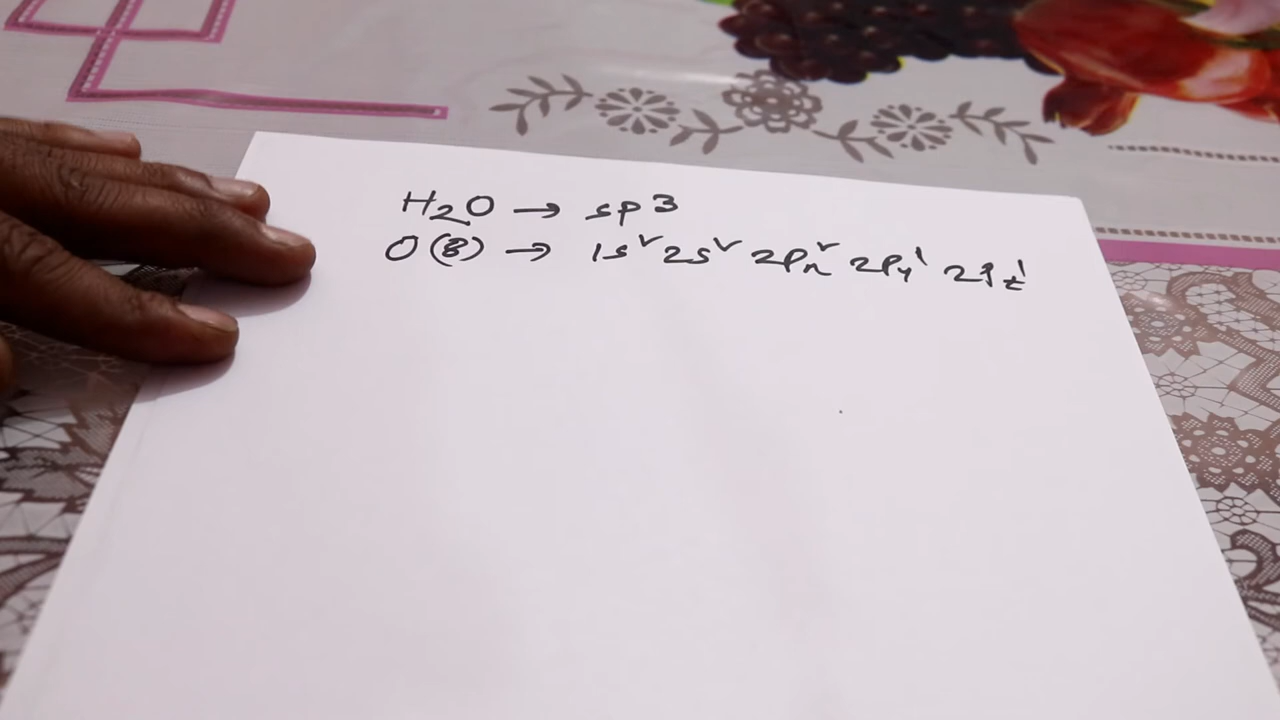 H2O → sp3
O(8) → 1s² 2s² 2px² 2py¹ 2pz¹